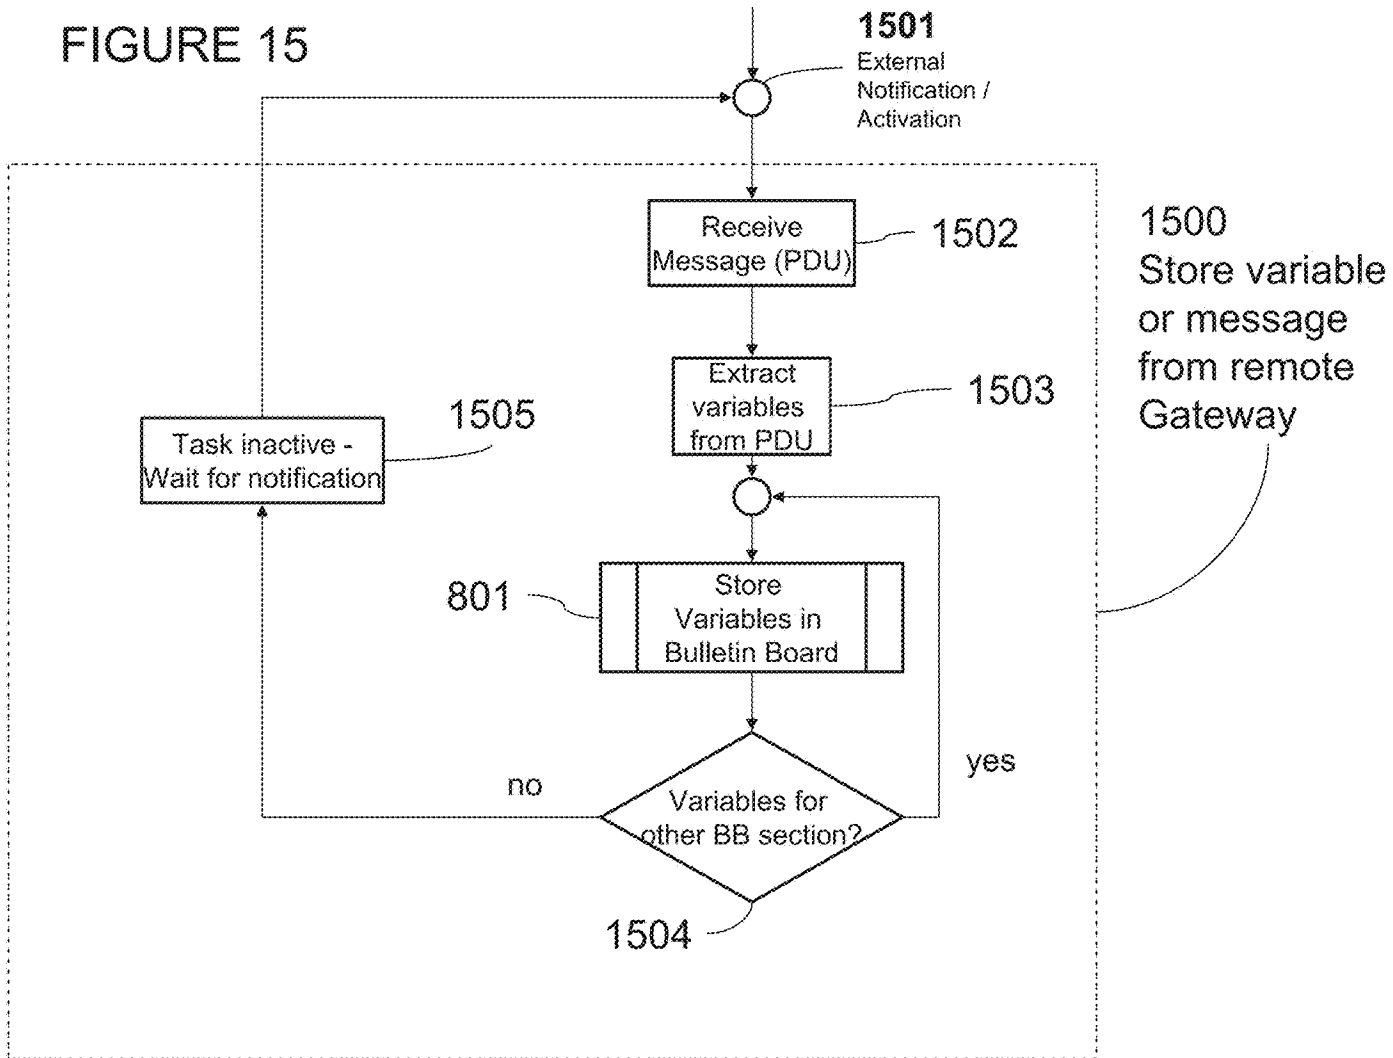 FIGURE 15
1501
External
Notification /
Activation
Receive
Message (PDU)
1502
1500
Store variable
or message
from remote
Gateway
Extract
variables
from PDU
1503
1505
Task inactive -
Wait for notification
801
Store
Variables in
Bulletin Board
no
yes
Variables for
other BB section?
1504